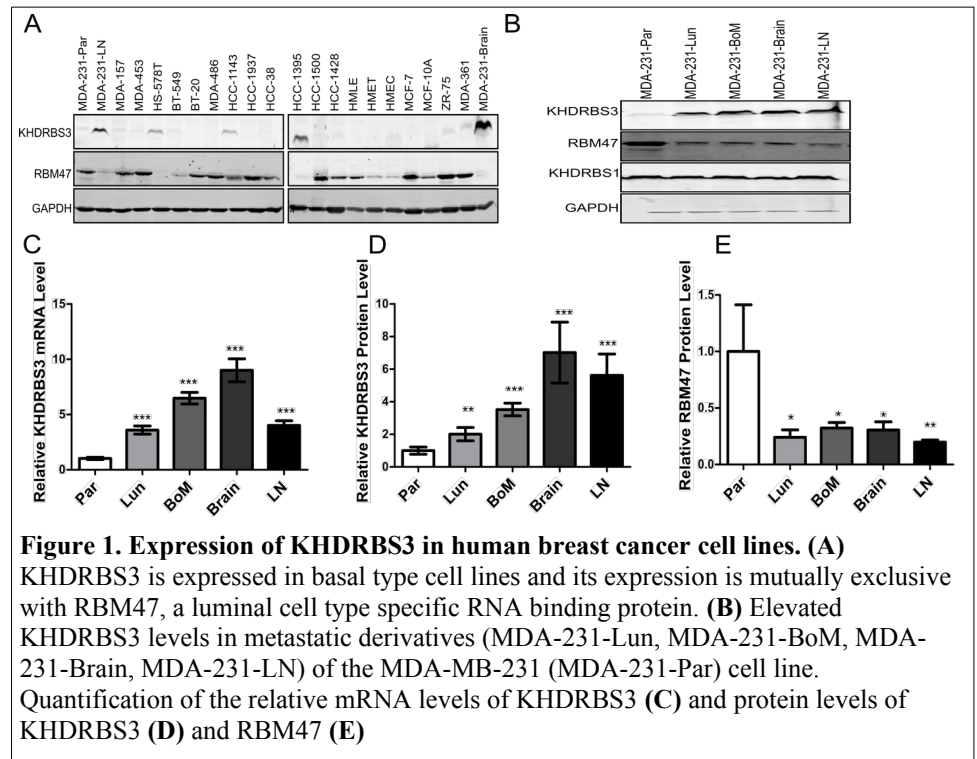 A
MDA-231-Par
MDA-231-LN
MDA-157
MDA-453
HS-578T
BT-549
BT-20
MDA-486
HCC-1143
HCC-1937
HCC-38
HCC-1395
HCC-1500
HCC-1428
HMLE
HMET
HMEC
MCF-7
MCF-10A
ZR-75
MDA-361
MDA-231-Brain
KHDRBS3
RBM47
GAPDH
B
MDA-231-Par
MDA-231-Lun
MDA-231-BoM
MDA-231-Brain
MDA-231-LN
KHDRBS3
RBM47
KHDRBS1
GAPDH
C
Relative KHDRBS3 mRNA Level
15
10
5
0
***
***
***
***
Par
Lun
BoM
Brain
LN
D
Relative KHDRBS3 Protien Level
10
8
6
4
2
0
**
***
***
***
Par
Lun
BoM
Brain
LN
E
Relative RBM47 Protien Level
1.5
1.0
0.5
0.0
*
*
*
**
Par
Lun
BoM
Brain
LN
Figure 1. Expression of KHDRBS3 in human breast cancer cell lines. (A)
KHDRBS3 is expressed in basal type cell lines and its expression is mutually exclusive
with RBM47, a luminal cell type specific RNA binding protein. (B) Elevated
KHDRBS3 levels in metastatic derivatives (MDA-231-Lun, MDA-231-BoM, MDA-
231-Brain, MDA-231-LN) of the MDA-MB-231 (MDA-231-Par) cell line.
Quantification of the relative mRNA levels of KHDRBS3 (C) and protein levels of
KHDRBS3 (D) and RBM47 (E)